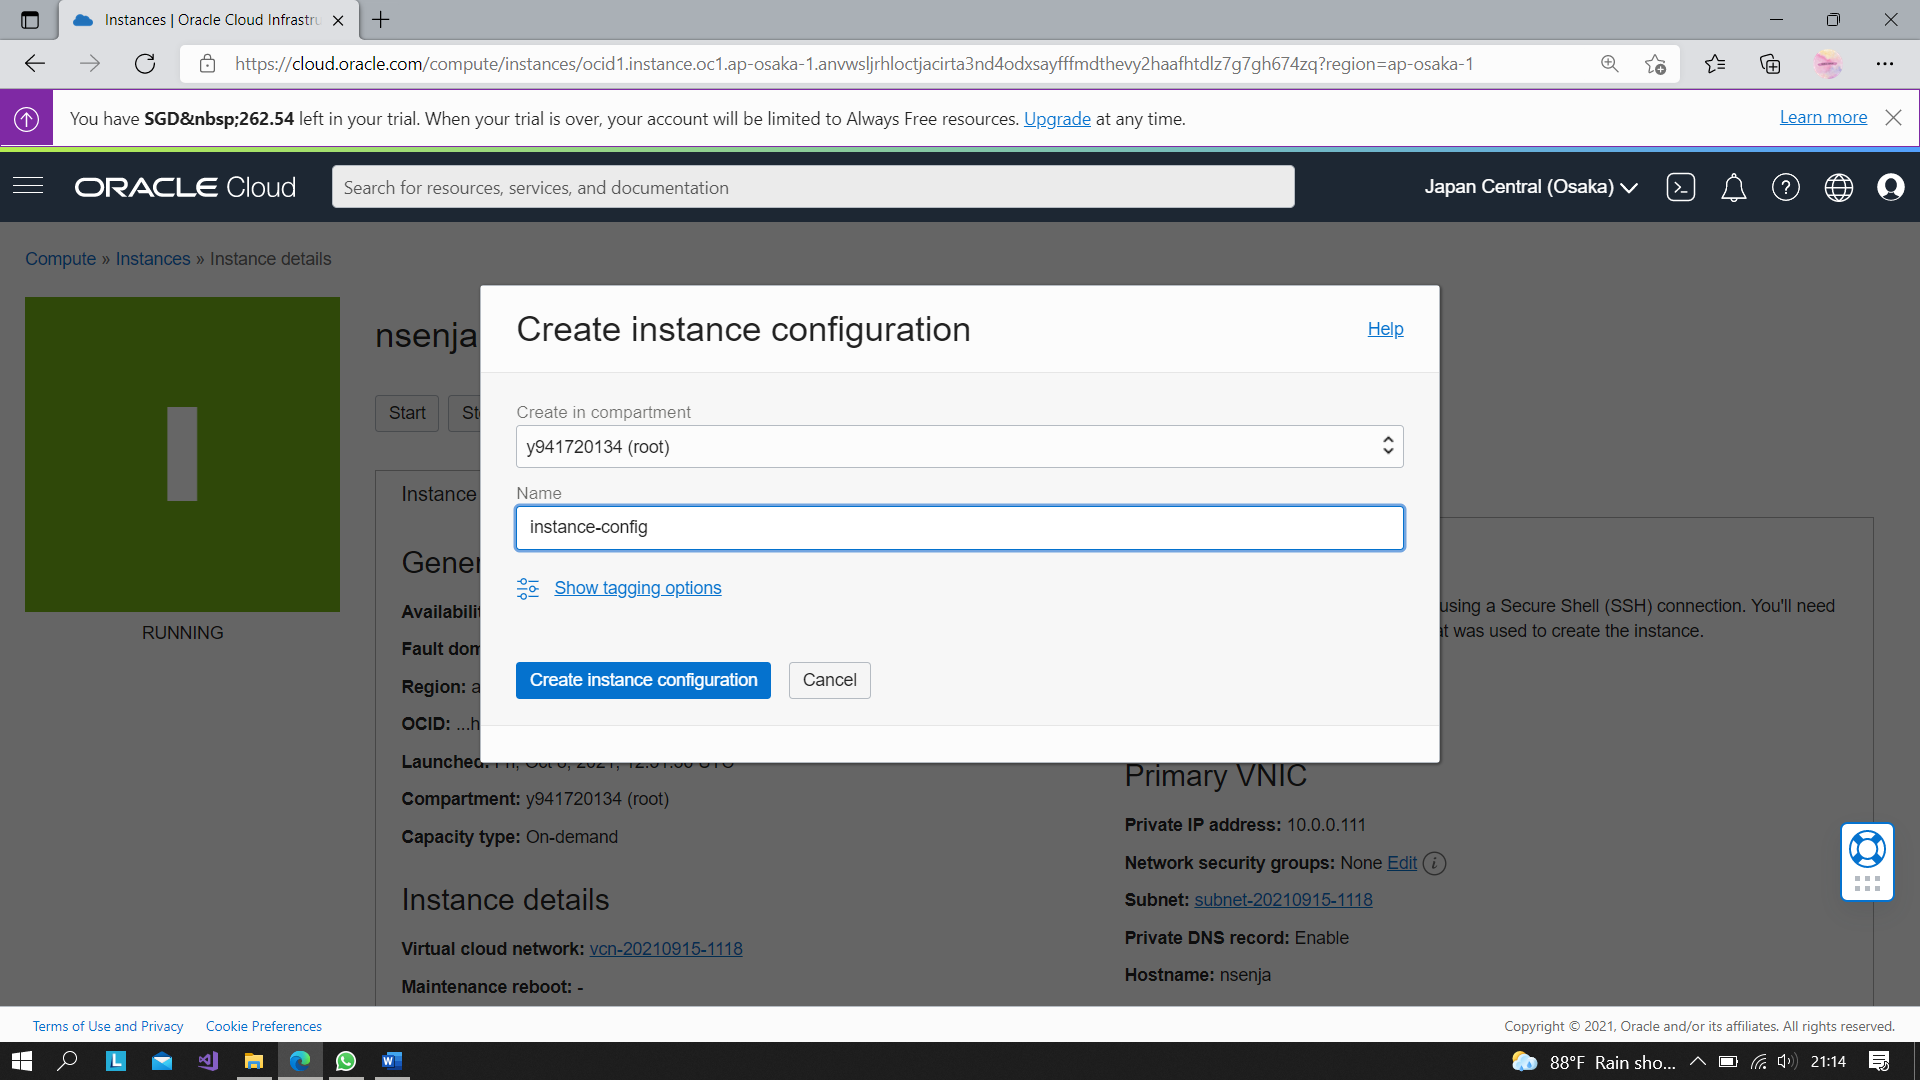 Instances | Oracle Cloud Infrastru
https://cloud.oracle.com/compute/instances/ocid1.instance.oc1.ap-osaka-1.anvwsljrhloctjacirta3nd4odxsayfffmdthevy2haafhtdlz7g7gh674zq?region=ap-osaka-1
You have SGD&nbsp;262.54 left in your trial. When your trial is over, your account will be limited to Always Free resources. Upgrade at any time.
Learn more
ORACLE Cloud
Search for resources, services, and documentation
Japan Central (Osaka)
Compute » Instances » Instance details
nsenja
Start
St
RUNNING
Create instance configuration
Help
Create in compartment
y941720134 (root)
Name
instance-config
Show tagging options
Create instance configuration
Cancel
Instance
Gener
Availabilit
Fault dom
Region: a
OCID: ...h
Launched:
Compartment: y941720134 (root)
Capacity type: On-demand
Instance details
Virtual cloud network: vcn-20210915-1118
Maintenance reboot: -
using a Secure Shell (SSH) connection. You'll need
t was used to create the instance.
Primary VNIC
Private IP address: 10.0.0.111
Network security groups: None Edit
Subnet: subnet-20210915-1118
Private DNS record: Enable
Hostname: nsenja
Terms of Use and Privacy
Cookie Preferences
Copyright © 2021, Oracle and/or its affiliates. All rights reserved.
88°F Rain sho...
21:14